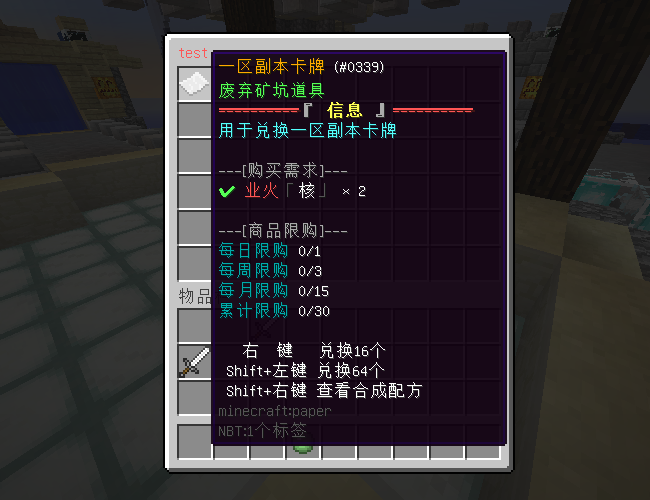 test
一区副本卡牌 (#0339)
废弃矿坑道具
==========『 信息 』==========
用于兑换一区副本卡牌
---[购买需求]---
✔ 业火「核」 × 2
---[商品限购]---
每日限购 0/1
每周限购 0/3
每月限购 0/15
累计限购 0/30
物品
右 键 兑换16个
Shift+左键 兑换64个
Shift+右键 查看合成配方
minecraft:paper
NBT:1个标签